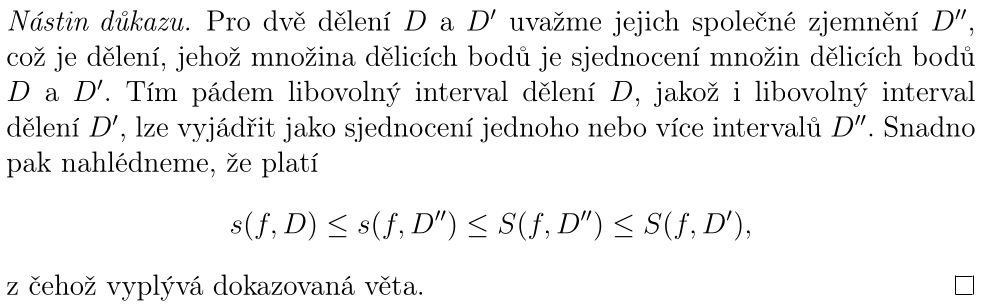 Nástin důkazu. Pro dvě dělení D a D′ uvažme jejich společné zjemnění D′′,
což je dělení, jehož množina dělicích bodů je sjednocení množin dělicích bodů
D a D′. Tím pádem libovolný interval dělení D, jakož i libovolný interval
dělení D′, lze vyjádřit jako sjednocení jednoho nebo více intervalů D′′. Snadno
pak nahlédneme, že platí
s(f, D) ≤ s(f, D′′) ≤ S(f, D′′) ≤ S(f, D′),
z čehož vyplývá dokazovaná věta. □